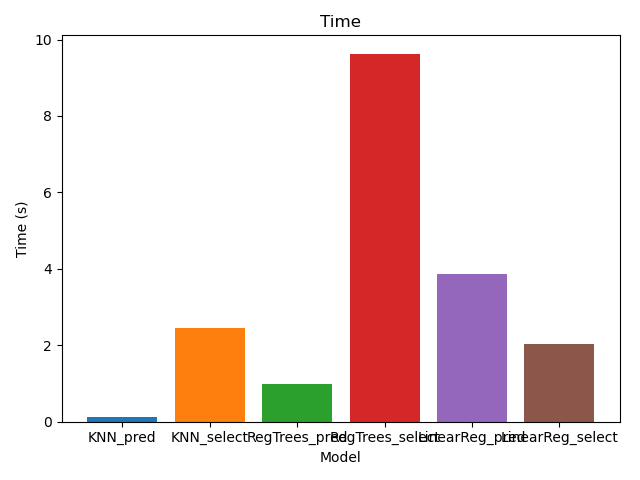 Time
Time (s)
10
8
6
4
2
0
KNN_pred
KNN_select
RegTrees_pred
RegTrees_select
LinearReg_pred
LinearReg_select
Model